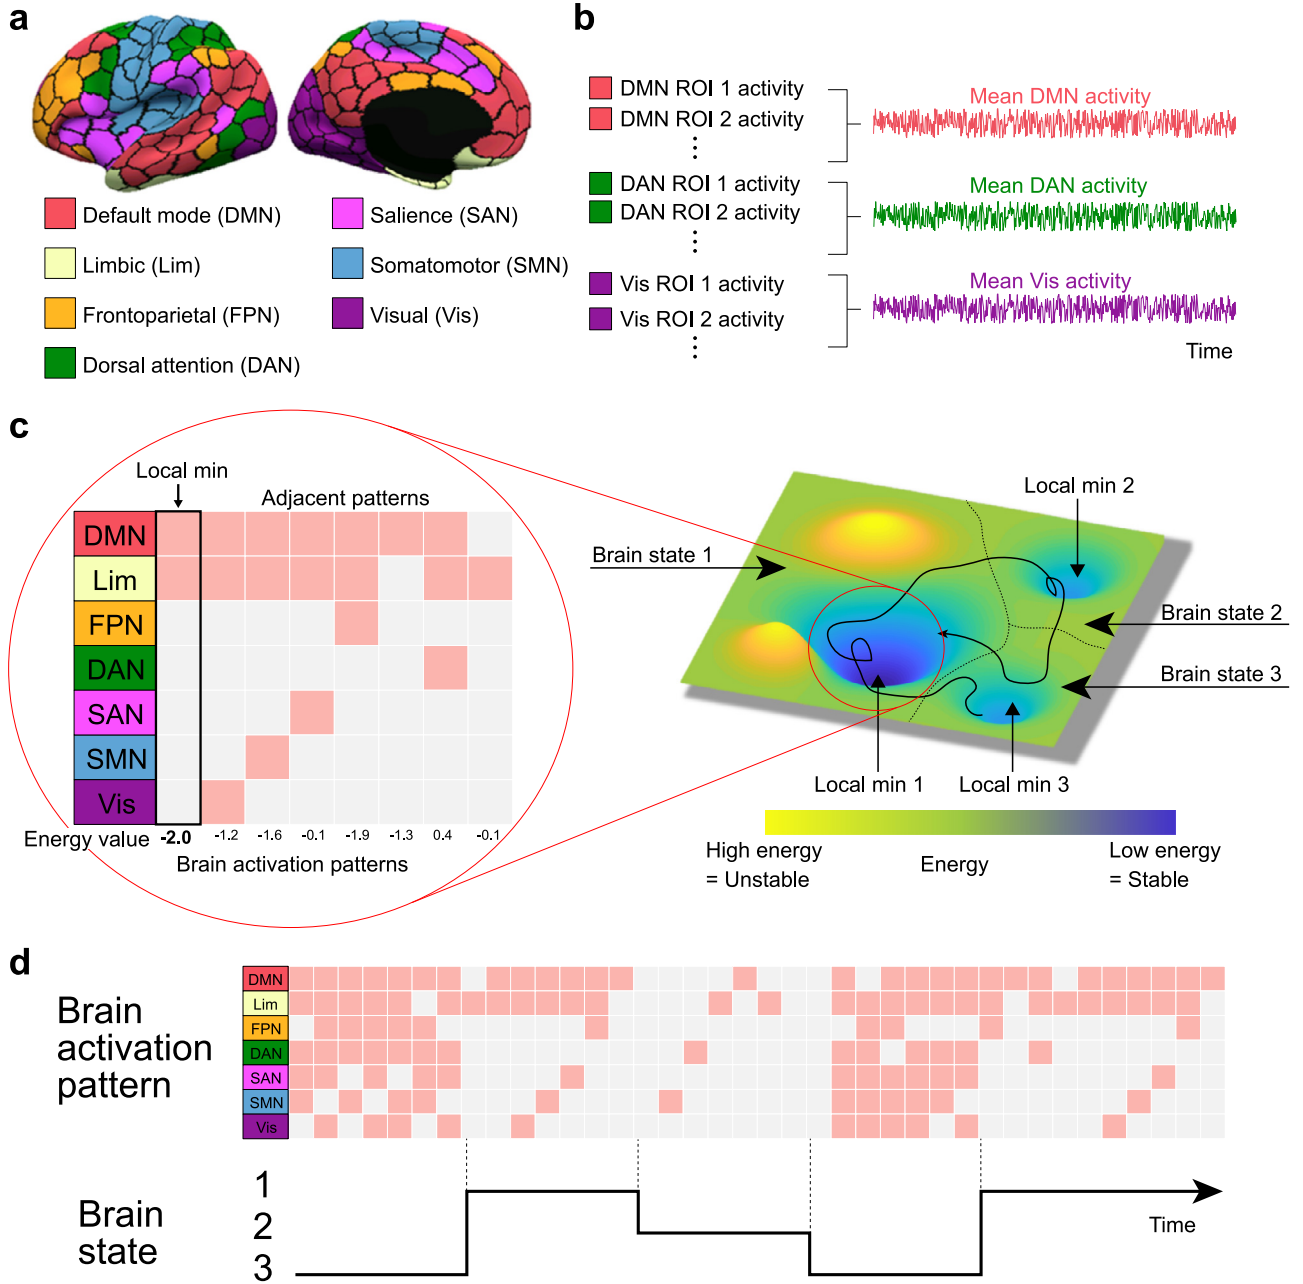 a
Default mode (DMN)
Limbic (Lim)
Frontoparietal (FPN)
Dorsal attention (DAN)
Salience (SAN)
Somatomotor (SMN)
Visual (Vis)
b
DMN ROI 1 activity
DMN ROI 2 activity
Mean DMN activity
DAN ROI 1 activity
DAN ROI 2 activity
Mean DAN activity
Vis ROI 1 activity
Vis ROI 2 activity
Mean Vis activity
Time
c
Local min
Adjacent patterns
DMN
Lim
FPN
DAN
SAN
SMN
Vis
Energy value -2.0 -1.2 -1.6 -0.1 -1.9 -1.3 0.4 -0.1
Brain activation patterns
Brain state 1
Local min 2
Brain state 2
Brain state 3
Local min 1
Local min 3
High energy
= Unstable
Energy
Low energy
= Stable
d
Brain
activation
pattern
DMN
Lim
FPN
DAN
SAN
SMN
Vis
Brain
state
1
2
3
Time